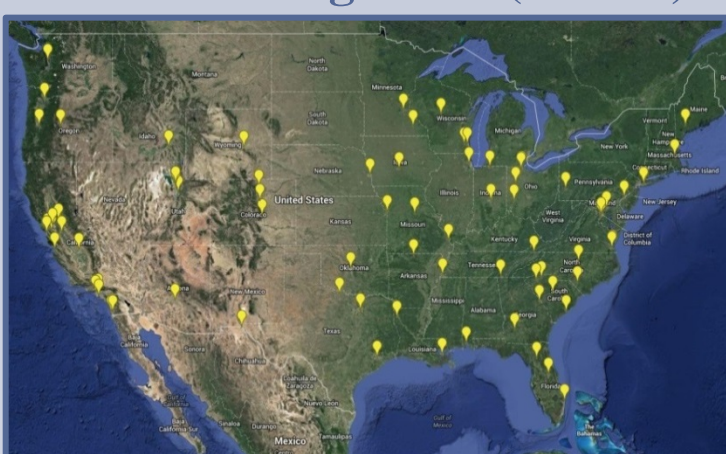 Washington
Montana
North
Dakota
Minnesota
Maine
Oregon
Idaho
Wyoming
South
Dakota
Wisconsin
Michigan
Vermont
New
Hampshire
New York
Massachusetts
Connecticut
Rhode Island
Nevada
Utah
Colorado
Nebraska
Iowa
United States
Illinois
Indiana
Ohio
Pennsylvania
New Jersey
Maryland
Delaware
District of
Columbia
West
Virginia
Virginia
Kentucky
Kansas
Missouri
California
Arizona
New Mexico
Oklahoma
Arkansas
Tennessee
North
Carolina
South
Carolina
Mississippi
Alabama
Georgia
Texas
Louisiana
Florida
Baja
California
Sonora
Chihuahua
Coahuila de
Zaragoza
Nuevo León
Gulf of
California
Baja
California Sur
Sinaloa
Durango
Tamaulipas
Mexico
Gulf of
Mexico
The
Bahamas